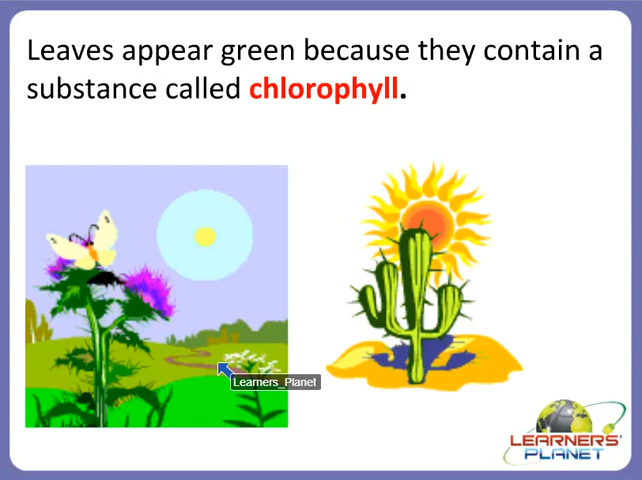 Leaves appear green because they contain a
substance called chlorophyll.
Learners_Planet
LEARNERS'
PLANET